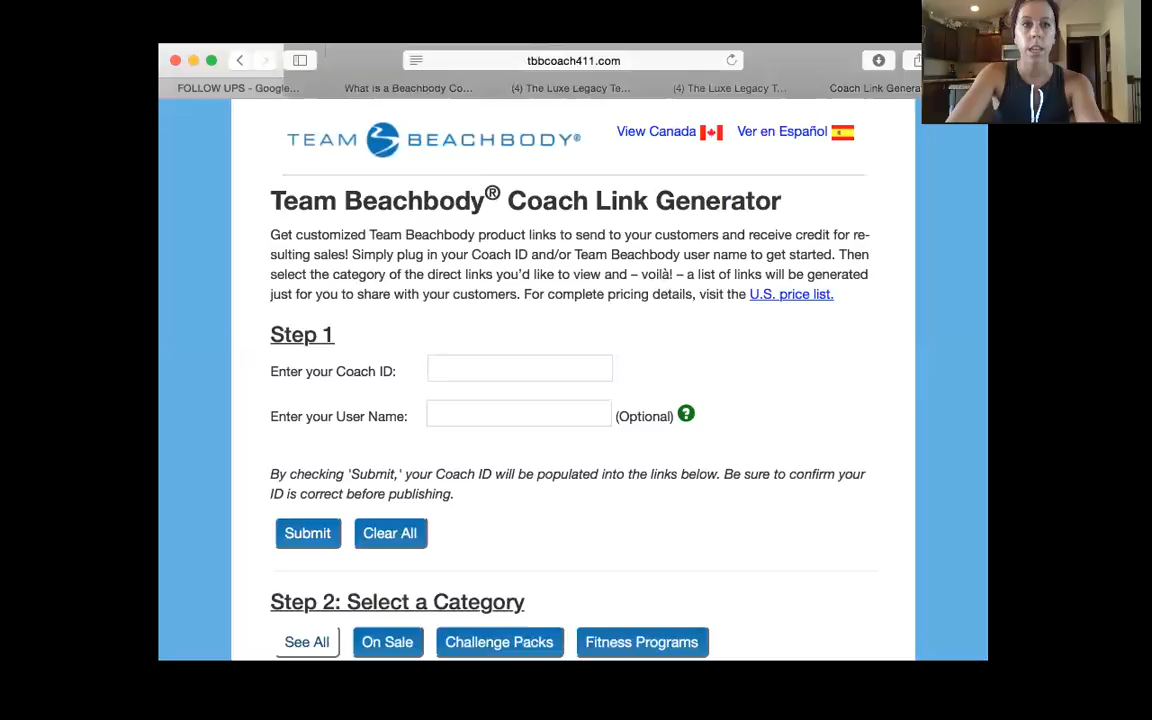 tbbcoach411.com
FOLLOW UPS - Google...
What is a Beachbody Co...
(4) The Luxe Legacy Te...
(4) The Luxe Legacy T...
Coach Link Genera
TEAM BEACHBODY®
View Canada
Ver en Español
Team Beachbody® Coach Link Generator
Get customized Team Beachbody product links to send to your customers and receive credit for re-
sulting sales! Simply plug in your Coach ID and/or Team Beachbody user name to get started. Then
select the category of the direct links you'd like to view and – voilà! – a list of links will be generated
just for you to share with your customers. For complete pricing details, visit the U.S. price list.
Step 1
Enter your Coach ID:
Enter your User Name:
(Optional) ?
By checking 'Submit,' your Coach ID will be populated into the links below. Be sure to confirm your
ID is correct before publishing.
Submit
Clear All
Step 2: Select a Category
See All
On Sale
Challenge Packs
Fitness Programs